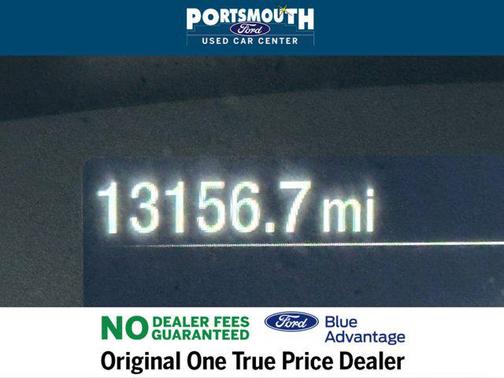 PORTSMOUTH
Ford
USED CAR CENTER
13156.7 mi
NO DEALER FEES GUARANTEED
Ford
Blue Advantage
Original One True Price Dealer